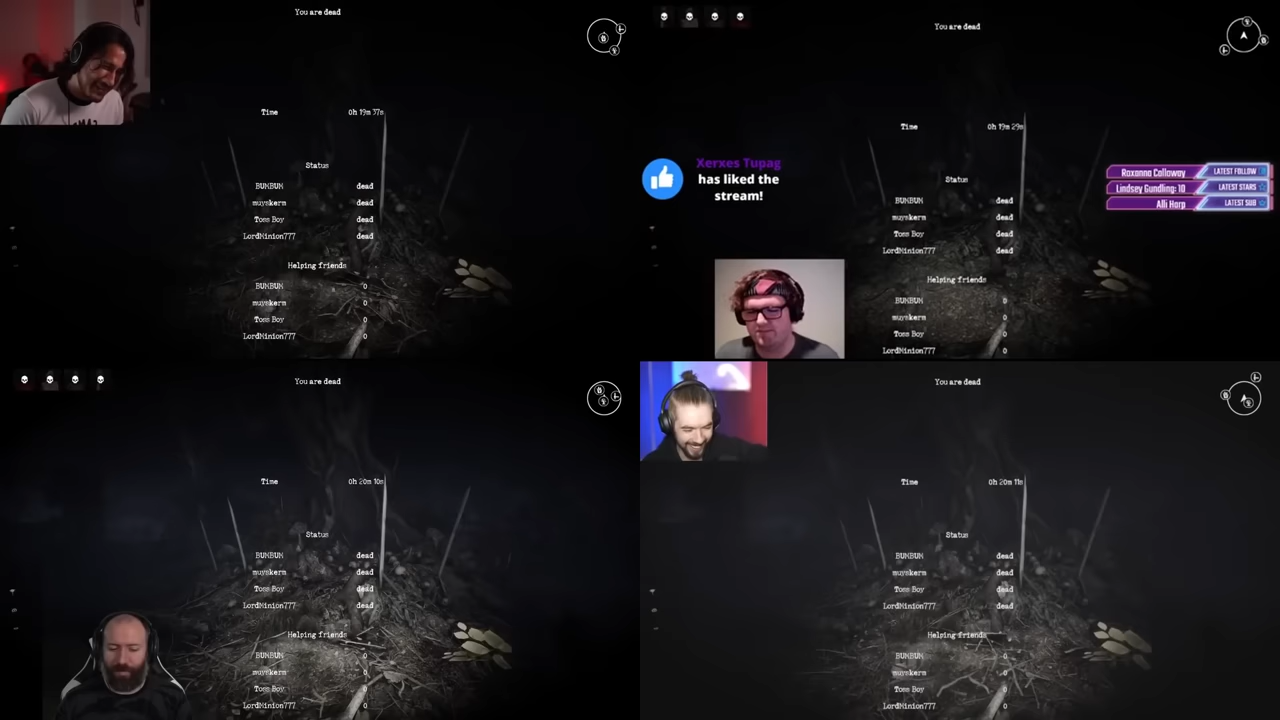 You are dead
Time 0h 19m 37s
Status
BUNBUN dead
muyskerm dead
Toss Boy dead
LordMinion777 dead
Helping friends
BUNBUN 0
muyskerm 0
Toss Boy 0
LordMinion777 0
You are dead
Time 0h 19m 29s
Status
BUNBUN dead
muyskerm dead
Toss Boy dead
LordMinion777 dead
Helping friends
BUNBUN 0
muyskerm 0
Toss Boy 0
LordMinion777 0
Xerxes Tupag
has liked the
stream!
Roxanna Calloway LATEST FOLLOW
Lindsey Gundling: 10 LATEST STARS
Alli Harp LATEST SUB
You are dead
Time 0h 20m 10s
Status
BUNBUN dead
muyskerm dead
Toss Boy dead
LordMinion777 dead
Helping friends
BUNBUN 0
muyskerm 0
Toss Boy 0
LordMinion777 0
You are dead
Time 0h 20m 11s
Status
BUNBUN dead
muyskerm dead
Toss Boy dead
LordMinion777 dead
Helping friends
BUNBUN 0
muyskerm 0
Toss Boy 0
LordMinion777 0